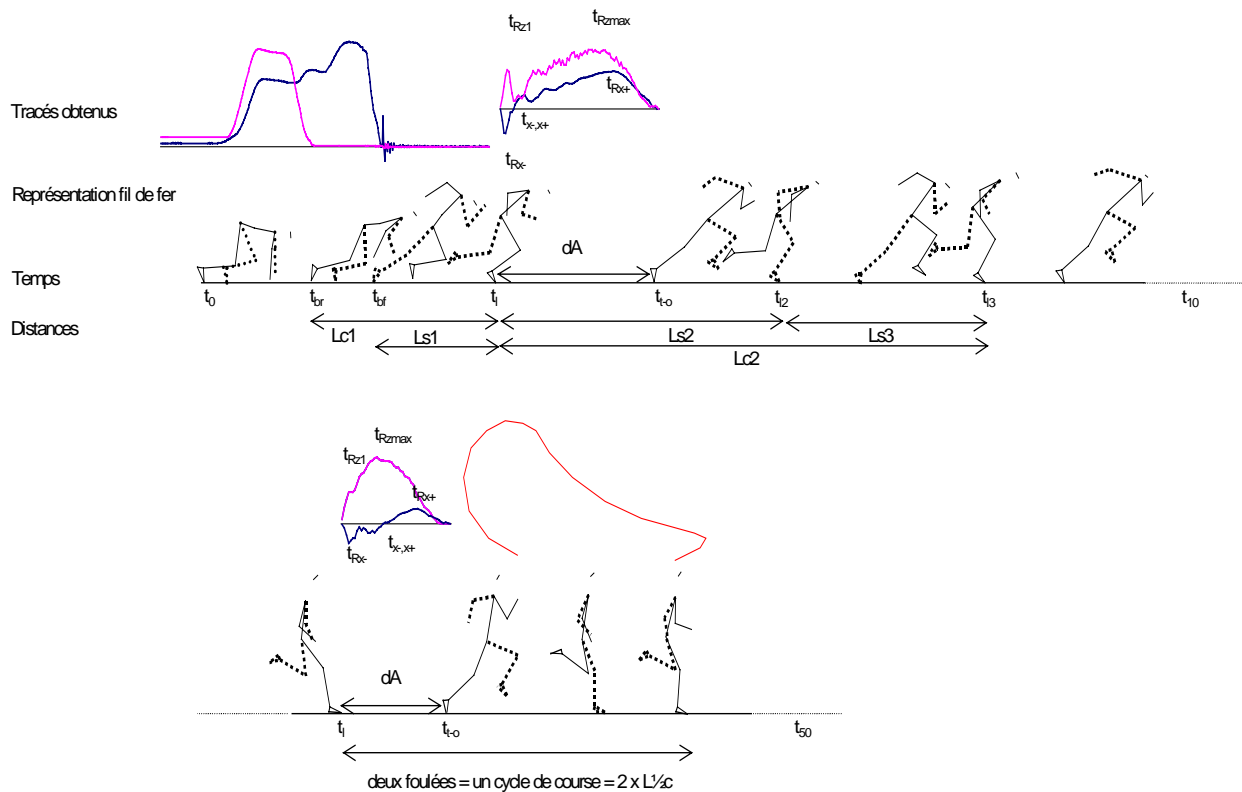 tRz1 tRzmax
Tracés obtenus
tRx+
tx-,x+
tRx-
Représentation fil de fer
dA
Temps
t0 tbr tbf tl tt-o tl2 tl3 t10
Distances
Lc1 Ls1 Ls2 Ls3
Lc2
tRzmax
tRz1
tRx+
tRx- tx-,x+
dA
tl tt-o t50
deux foulées = un cycle de course = 2 x L½c